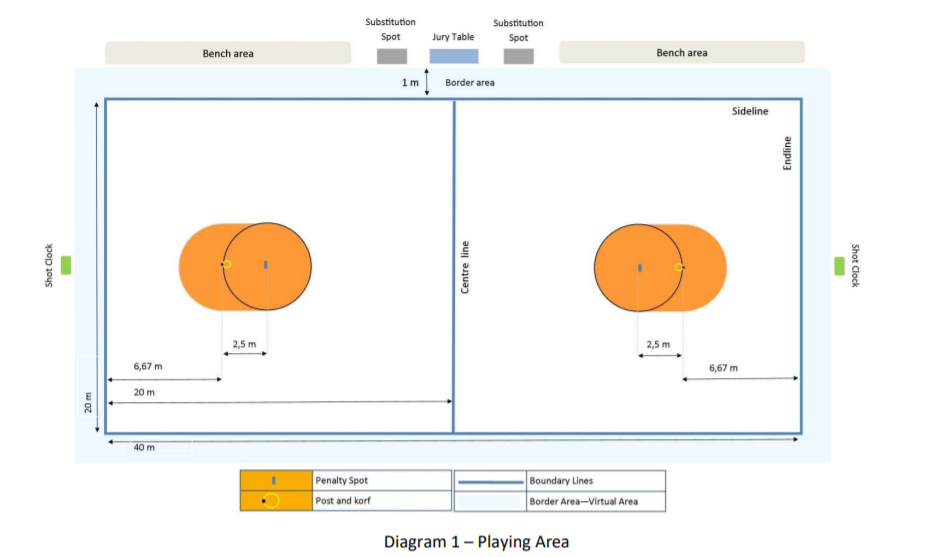 Substitution
Spot
Jury Table
Substitution
Spot
Bench area
Bench area
1 m
Border area
Sideline
Endline
Centre line
Shot Clock
Shot Clock
2,5 m
2,5 m
6,67 m
6,67 m
20 m
20 m
40 m
Penalty Spot
Boundary Lines
Post and korf
Border Area—Virtual Area
Diagram 1 – Playing Area